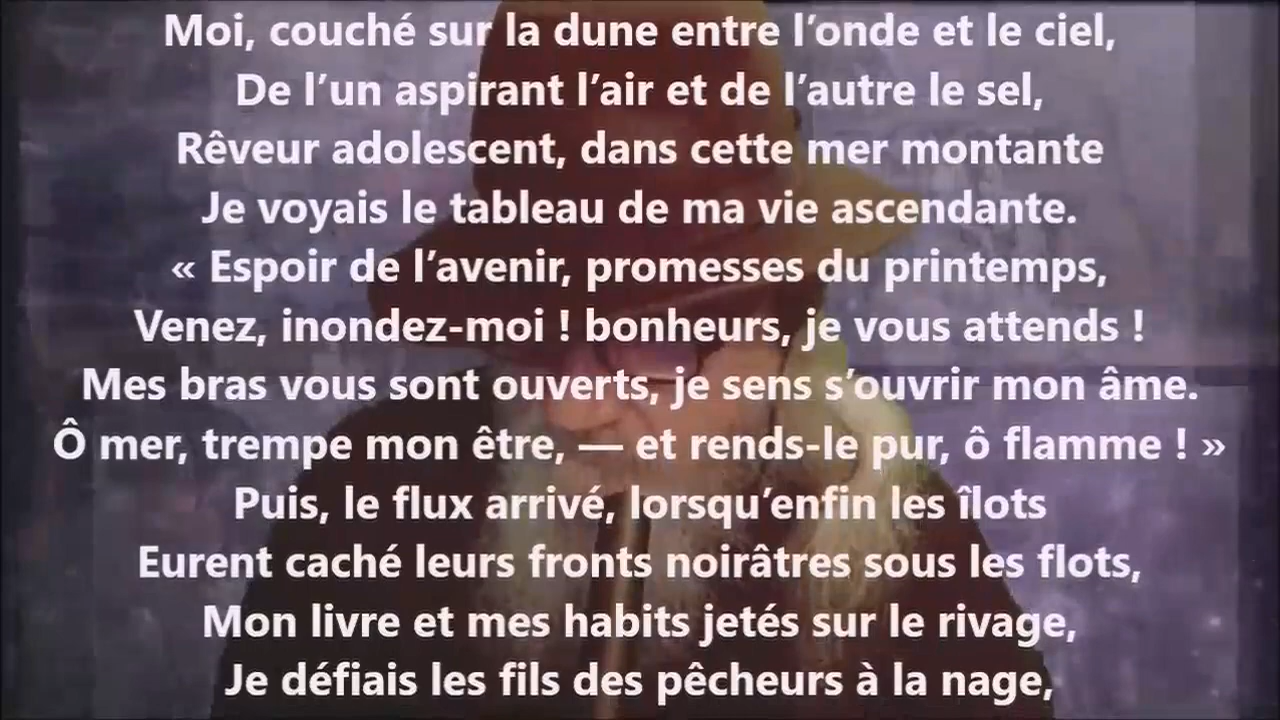 Moi, couché sur la dune entre l’onde et le ciel,
De l’un aspirant l’air et de l’autre le sel,
Rêveur adolescent, dans cette mer montante
Je voyais le tableau de ma vie ascendante.
« Espoir de l’avenir, promesses du printemps,
Venez, inondez-moi ! bonheurs, je vous attends !
Mes bras vous sont ouverts, je sens s’ouvrir mon âme.
Ô mer, trempe mon être, — et rends-le pur, ô flamme ! »
Puis, le flux arrivé, lorsqu’enfin les îlots
Eurent caché leurs fronts noirâtres sous les flots,
Mon livre et mes habits jetés sur le rivage,
Je défiais les fils des pêcheurs à la nage,